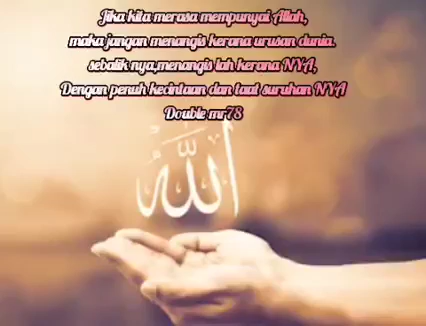 Jika kita merasa mempunyai Allah,
maka jangan menangis kerana urusan dunia.
sebalik nya,menangis lah kerana NYA,
Dengan penuh kecintaan dan taat suruhan NYA
Double mr78
الله